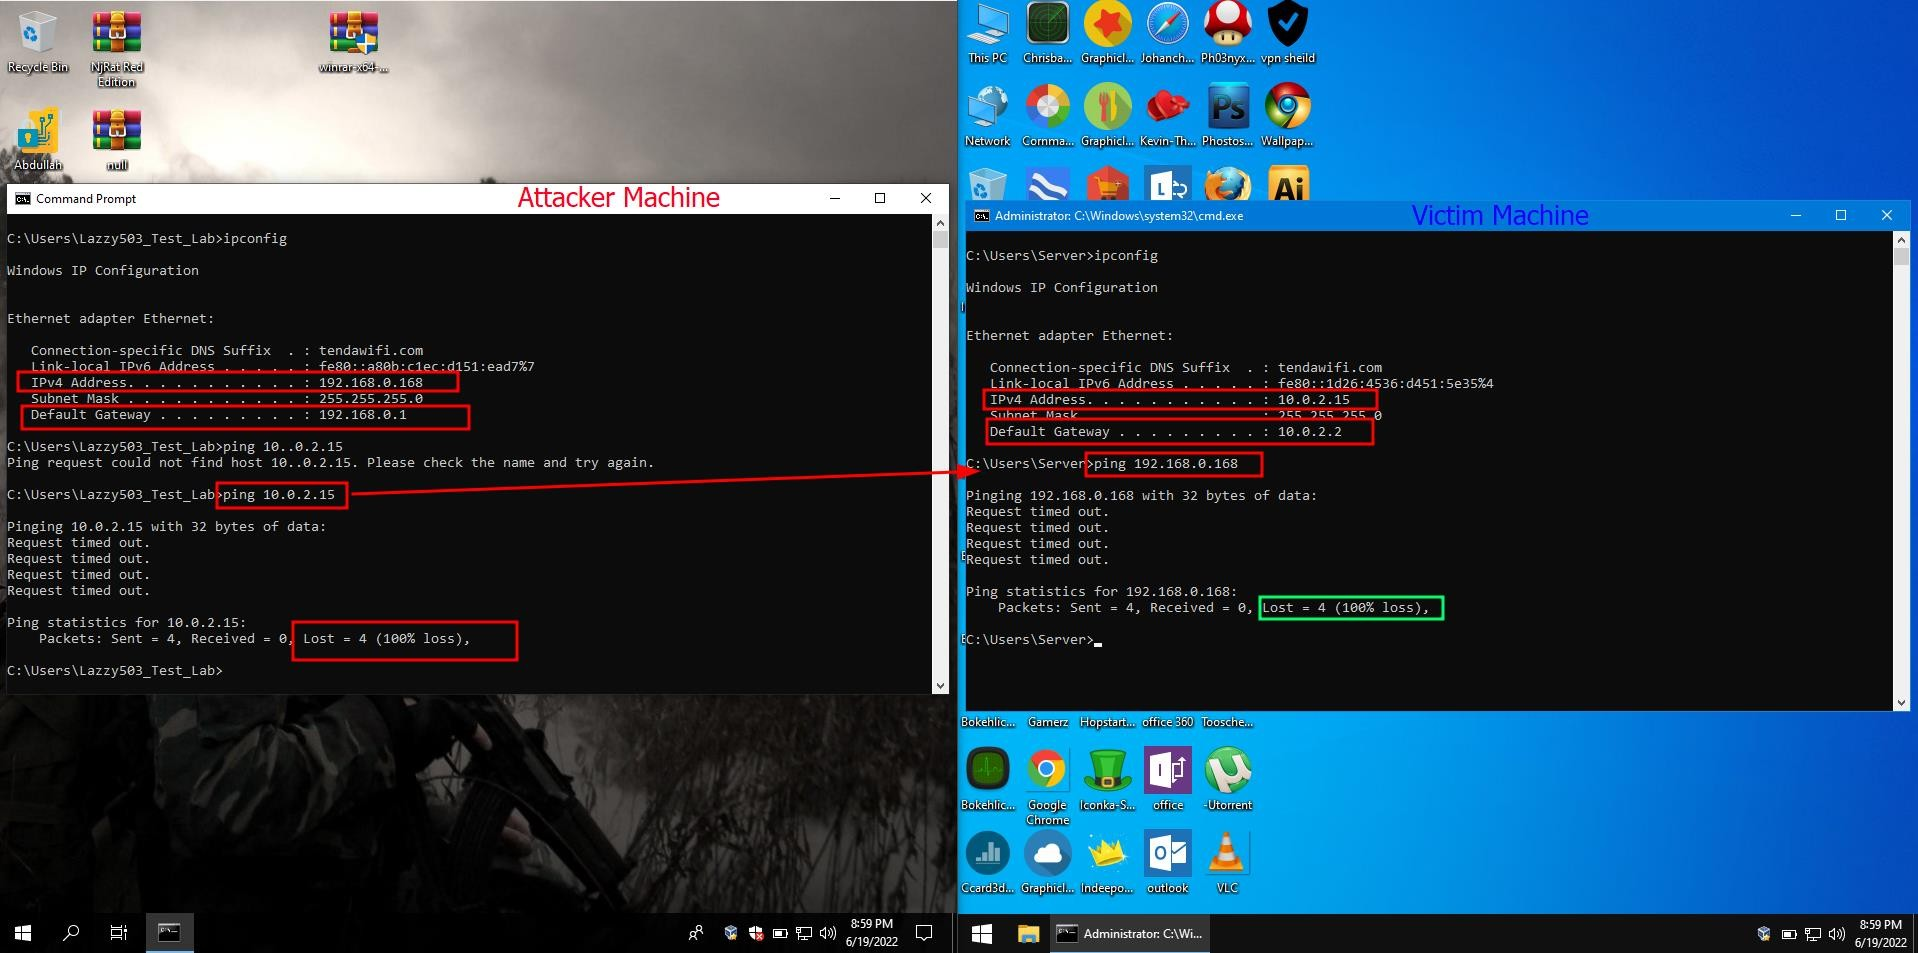 Recycle Bin
NjRat Red
Edition
winrar-x64-...
Abdullah
null
Command Prompt
Attacker Machine
C:\Users\Lazzy503_Test_Lab>ipconfig
Windows IP Configuration
Ethernet adapter Ethernet:
Connection-specific DNS Suffix  . : tendawifi.com
Link-local IPv6 Address . . . . . : fe80::a80b:c1ec:d151:ead7%7
IPv4 Address. . . . . . . . . . . : 192.168.0.168
Subnet Mask . . . . . . . . . . . : 255.255.255.0
Default Gateway . . . . . . . . . : 192.168.0.1
C:\Users\Lazzy503_Test_Lab>ping 10..0.2.15
Ping request could not find host 10..0.2.15. Please check the name and try again.
C:\Users\Lazzy503_Test_Lab>ping 10.0.2.15
Pinging 10.0.2.15 with 32 bytes of data:
Request timed out.
Request timed out.
Request timed out.
Request timed out.
Ping statistics for 10.0.2.15:
Packets: Sent = 4, Received = 0, Lost = 4 (100% loss),
C:\Users\Lazzy503_Test_Lab>
8:59 PM
6/19/2022
This PC
Chrisba...
Graphicl...
Johanch...
Ph03nyx...
vpn sheild
Network
Cornma...
Graphicl...
Kevin-Th...
Ps
Phostos...
Wallpap...
Ai
Administrator: C:\Windows\system32\cmd.exe
Victim Machine
C:\Users\Server>ipconfig
Windows IP Configuration
Ethernet adapter Ethernet:
Connection-specific DNS Suffix  . : tendawifi.com
Link-local IPv6 Address . . . . . : fe80::1d26:4536:d451:5e35%4
IPv4 Address. . . . . . . . . . . : 10.0.2.15
Subnet Mask . . . . . . . . . . . : 255.255.255.0
Default Gateway . . . . . . . . . : 10.0.2.2
C:\Users\Server>ping 192.168.0.168
Pinging 192.168.0.168 with 32 bytes of data:
Request timed out.
Request timed out.
Request timed out.
Request timed out.
Ping statistics for 192.168.0.168:
Packets: Sent = 4, Received = 0, Lost = 4 (100% loss),
C:\Users\Server>
Bokehlic...
Gamerz
Hopstart...
office 360
Toosche...
Bokehlic...
Google
Chrome
Iconka-S...
office
-Utorrent
Ccard3d...
Graphicl...
Indeepo...
outlook
VLC
Administrator: C:\Wi...
8:59 PM
6/19/2022